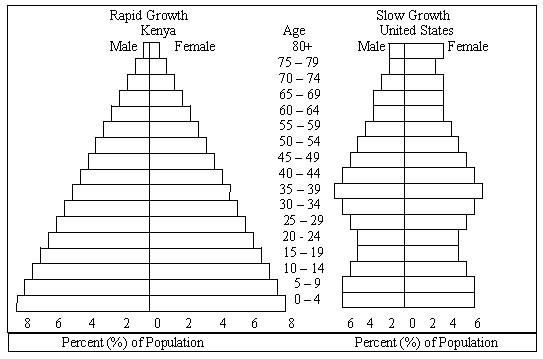 Rapid Growth Slow Growth
Kenya United States
Male Female Age Male Female
80+
75 – 79
70 – 74
65 – 69
60 – 64
55 – 59
50 – 54
45 – 49
40 – 44
35 – 39
30 – 34
25 – 29
20 - 24
15 – 19
10 – 14
5 – 9
0 – 4
8 6 4 2 0 2 4 6 8 6 4 2 0 2 4 6
Percent (%) of Population Percent (%) of Population